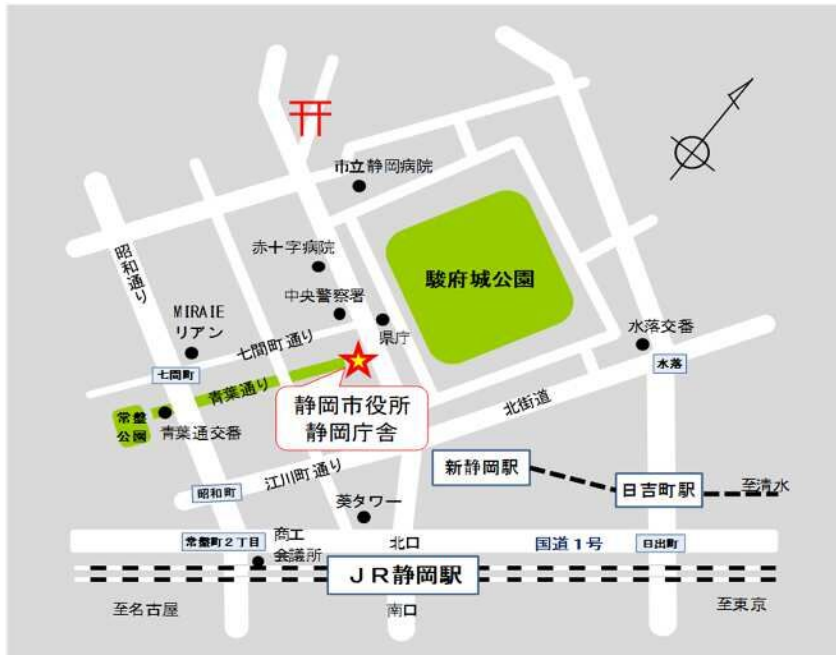 市立静岡病院
赤十字病院
昭和通り
中央警察署
駿府城公園
MIRAIE
リアン
七間町通り
県庁
水落交番
水落
七間町
青葉通り
常盤
公園
青葉通交番
静岡市役所
静岡庁舎
北街道
江川町通り
新静岡駅
日吉町駅
至清水
昭和町
葵タワー
常盤町２丁目
商工
会議所
北口
国道１号
日出町
ＪＲ静岡駅
至名古屋
南口
至東京